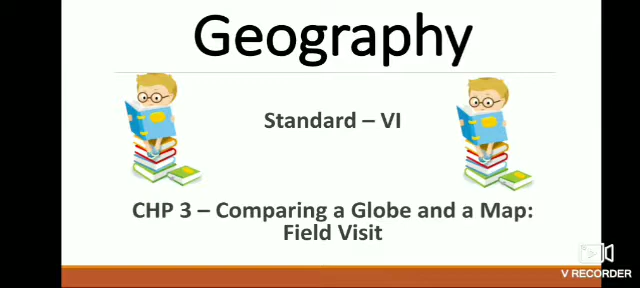 Geography
Standard – VI
CHP 3 – Comparing a Globe and a Map:
Field Visit
V RECORDER